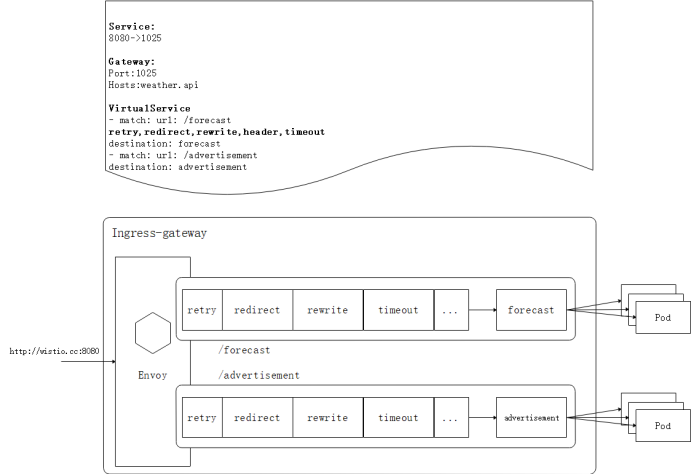 Service:
8080->1025
Gateway:
Port:1025
Hosts:weather.api
VirtualService
- match: url: /forecast
retry,redirect,rewrite,header,timeout
destination: forecast
- match: url: /advertisement
destination: advertisement
Ingress-gateway
retry redirect rewrite timeout ... forecast
Pod
/forecast
http://wistio.cc:8080
Envoy
/advertisement
retry redirect rewrite timeout ... advertisement
Pod